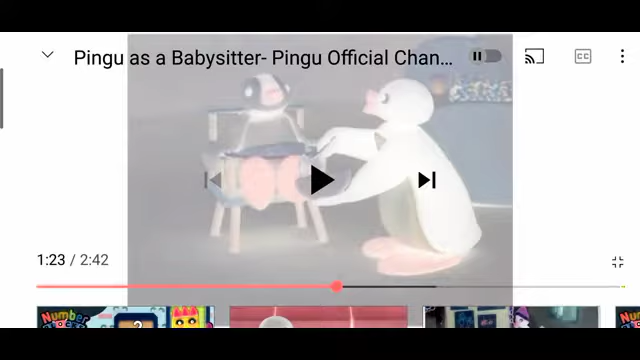 Pingu as a Babysitter- Pingu Official Chan...
1:23 / 2:42
Number
?